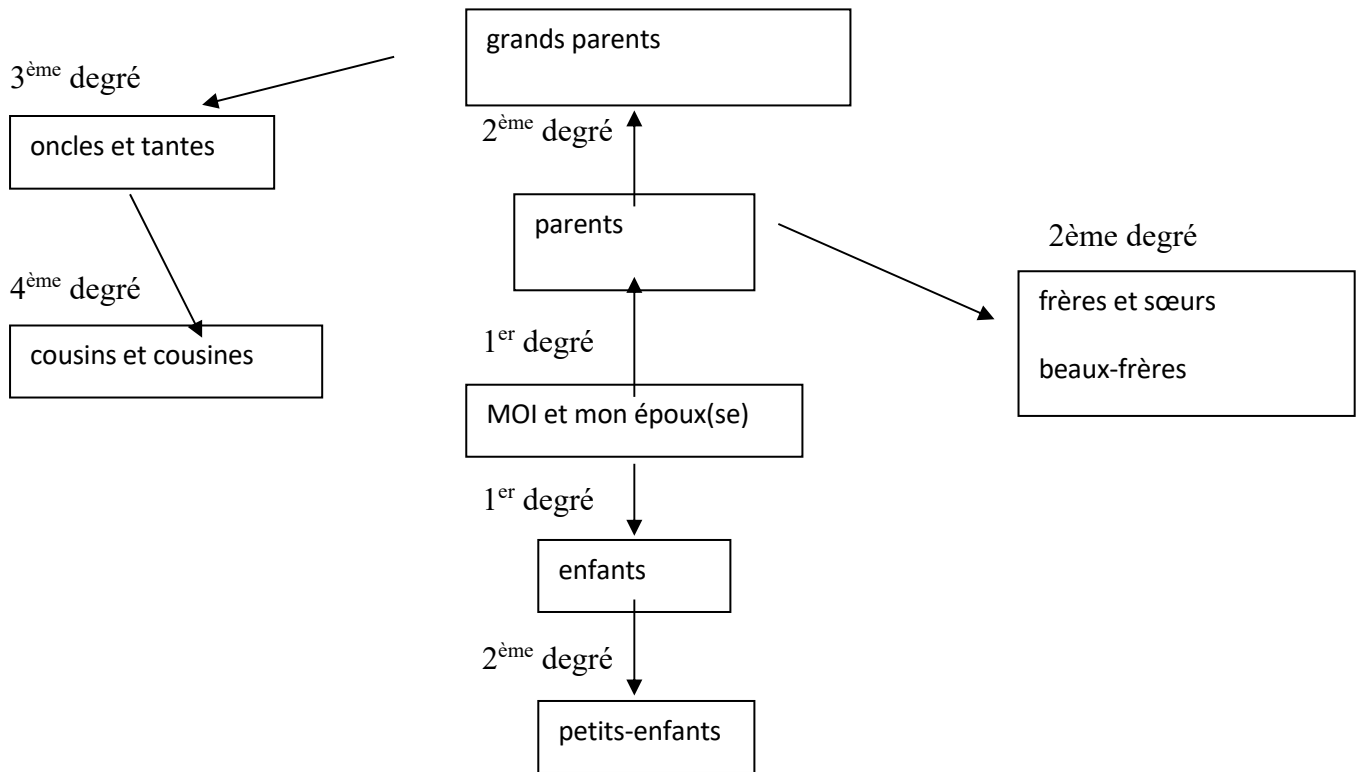 grands parents
3ème degré
2ème degré
oncles et tantes
parents
2ème degré
4ème degré
frères et sœurs
1er degré
cousins et cousines
beaux-frères
MOI et mon époux(se)
1er degré
enfants
2ème degré
petits-enfants